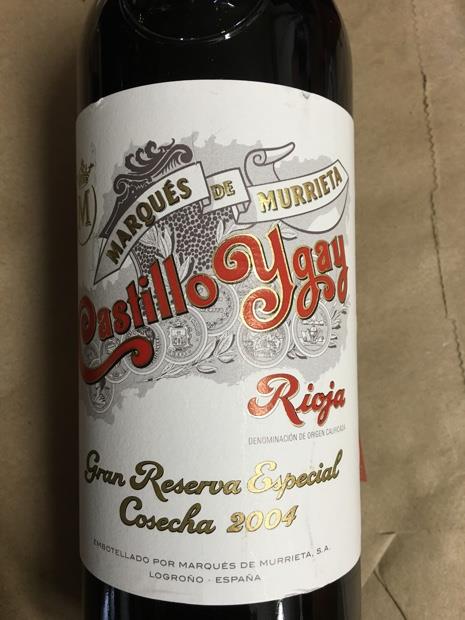 M
MARQUÉS DE MURRIETA
Castillo Ygay
Rioja
DENOMINACIÓN DE ORIGEN CALIFICADA
Gran Reserva Especial
Cosecha 2004
EMBOTELLADO POR MARQUÉS DE MURRIETA, S.A.
LOGROÑO - ESPAÑA